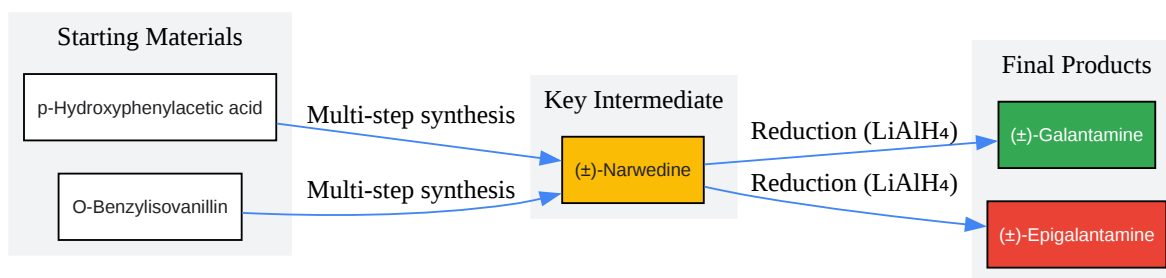 Starting Materials
p-Hydroxyphenylacetic acid
O-Benzylisovanillin
Multi-step synthesis
Multi-step synthesis
Key Intermediate
(±)-Narwedine
Reduction (LiAlH₄)
Reduction (LiAlH₄)
Final Products
(±)-Galantamine
(±)-Epigalantamine